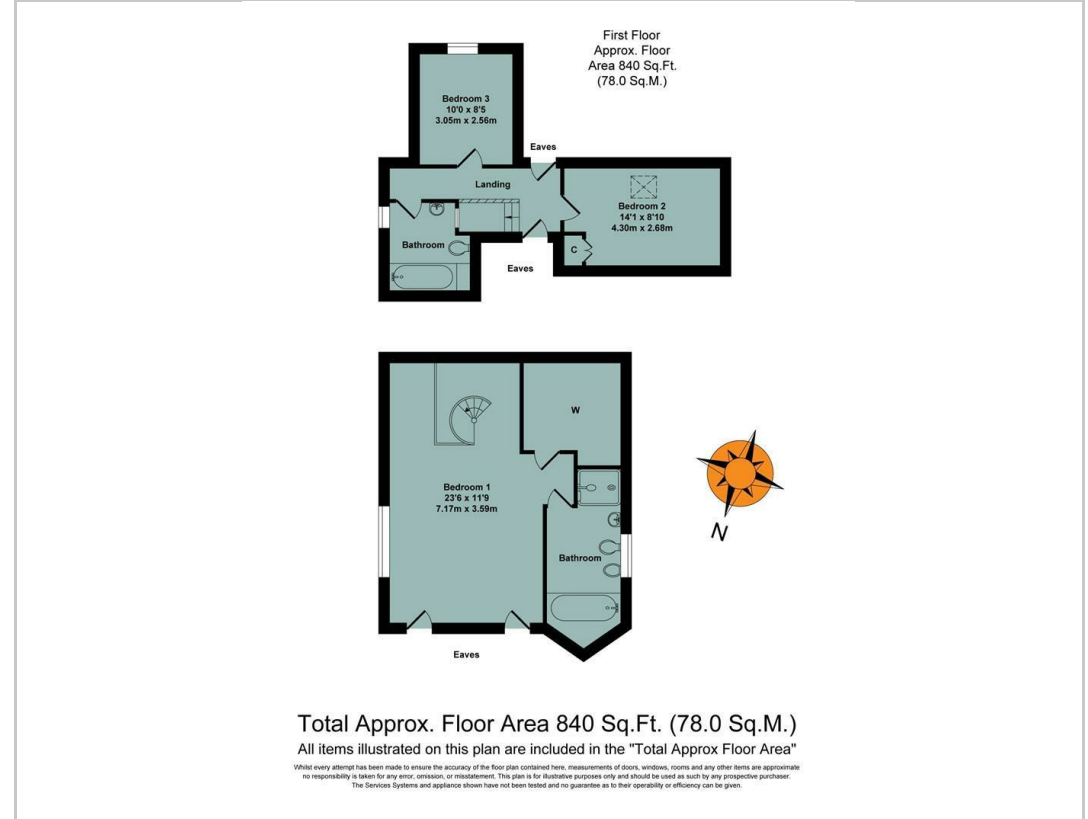 First Floor
Approx. Floor
Area 840 Sq.Ft.
(78.0 Sq.M.)
Bedroom 3
10'0 x 8'5
3.05m x 2.56m
Eaves
Landing
Bedroom 2
14'1 x 8'10
4.30m x 2.68m
Bathroom
C
Eaves
W
Bedroom 1
23'6 x 11'9
7.17m x 3.59m
N
Bathroom
Eaves
Total Approx. Floor Area 840 Sq.Ft. (78.0 Sq.M.)
All items illustrated on this plan are included in the "Total Approx Floor Area"
Whilst every attempt has been made to ensure the accuracy of the floor plan contained here, measurements of doors, windows, rooms and any other items are approximate
no responsibility is taken for any error, omission, or misstatement. This plan is for illustrative purposes only and should be used as such by any prospective purchaser.
The Services Systems and appliance shown have not been tested and no guarantee as to their operability or efficiency can be given.